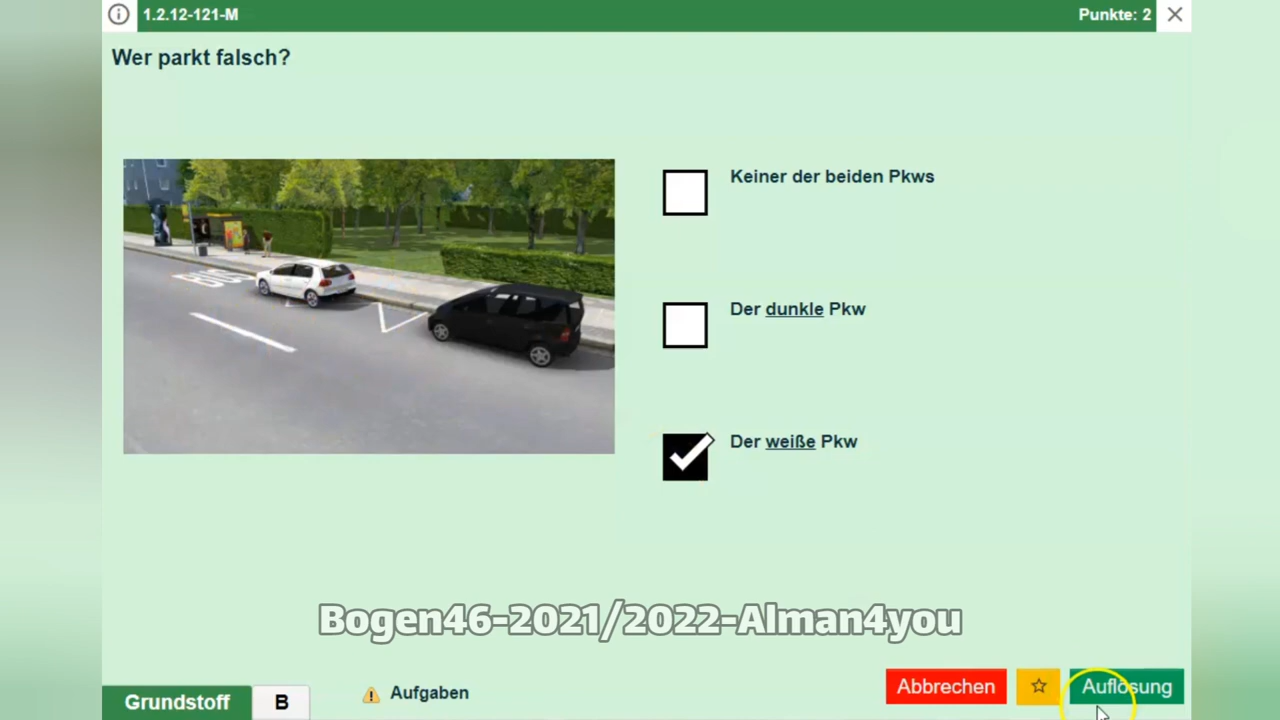 1.2.12-121-M
Punkte: 2
Wer parkt falsch?
Keiner der beiden Pkws
Der dunkle Pkw
Der weiße Pkw
BUS
Bogen46-2021/2022-Alman4you
Grundstoff
B
Aufgaben
Abbrechen
Auflösung